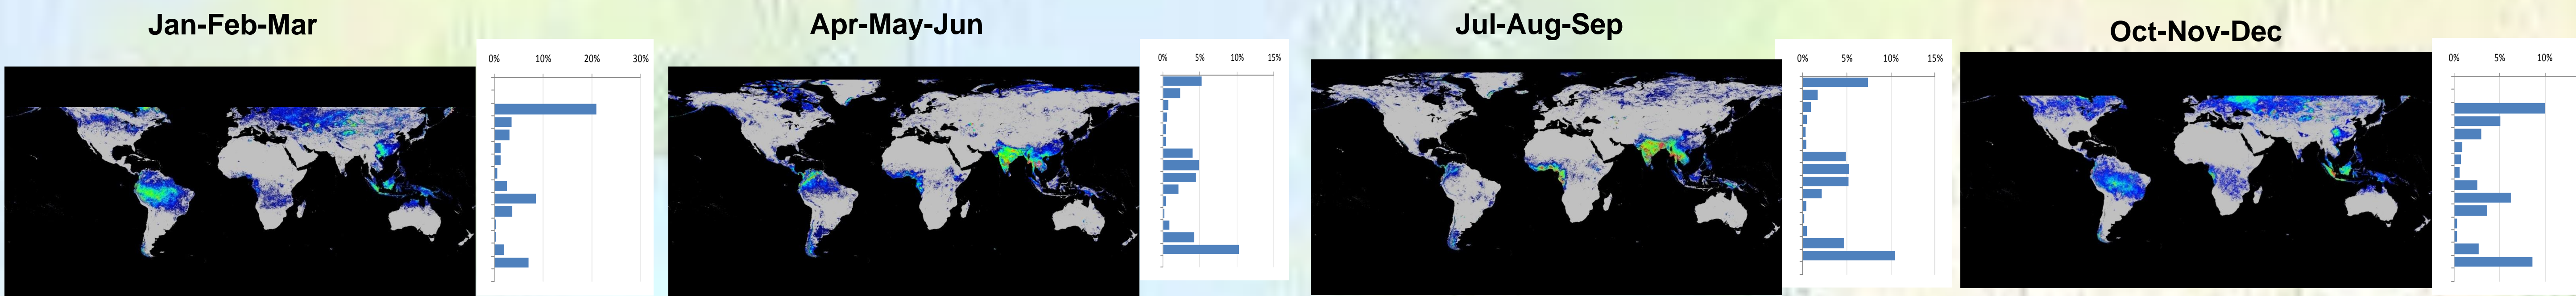 Jan-Feb-Mar
0% 10% 20% 30%
Apr-May-Jun
0% 5% 10% 15%
Jul-Aug-Sep
0% 5% 10% 15%
Oct-Nov-Dec
0% 5% 10%